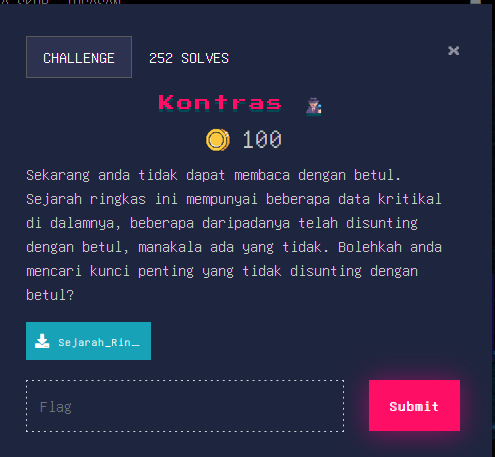 CHALLENGE
252 SOLVES
×
Kontras
100
Sekarang anda tidak dapat membaca dengan betul.
Sejarah ringkas ini mempunyai beberapa data kritikal
di dalamnya, beberapa daripadanya telah disunting
dengan betul, manakala ada yang tidak. Bolehkah anda
mencari kunci penting yang tidak disunting dengan
betul?
Sejarah_Rin…
Flag
Submit